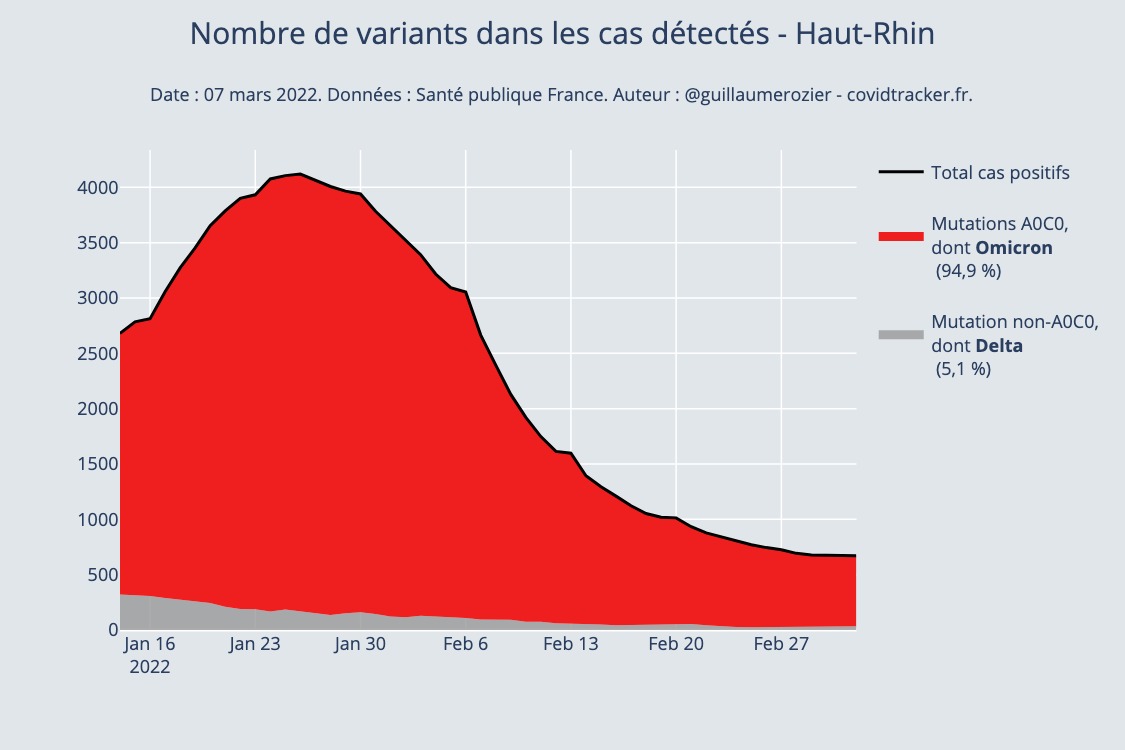 Nombre de variants dans les cas détectés - Haut-Rhin
Date : 07 mars 2022. Données : Santé publique France. Auteur : @guillaumerozier - covidtracker.fr.
4000
3500
3000
2500
2000
1500
1000
500
0
Jan 16 Jan 23 Jan 30 Feb 6 Feb 13 Feb 20 Feb 27
2022
Total cas positifs
Mutations A0C0,
dont Omicron
(94,9 %)
Mutation non-A0C0,
dont Delta
(5,1 %)